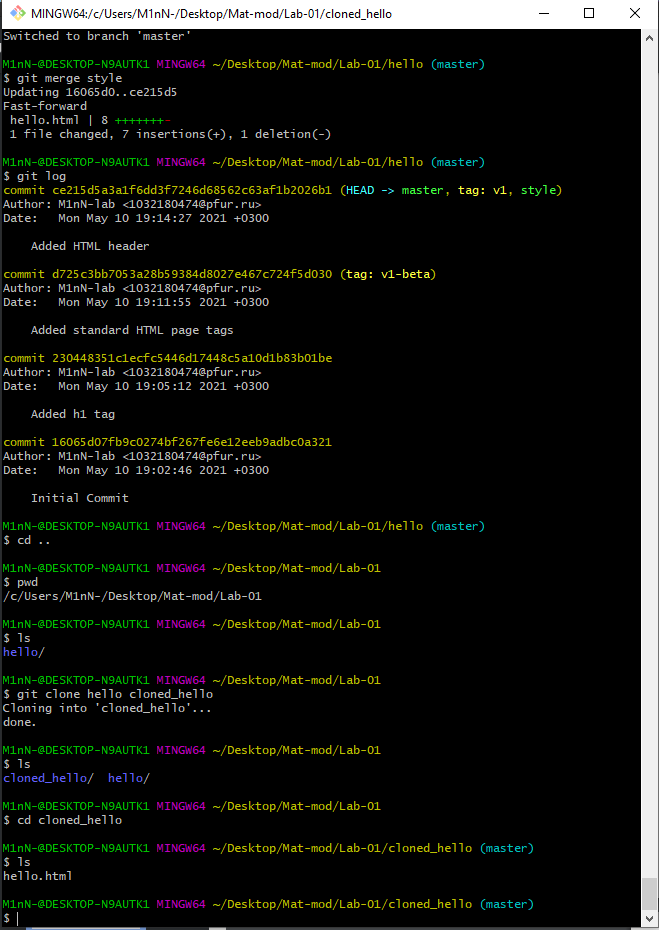 MINGW64:/c/Users/M1nN-/Desktop/Mat-mod/Lab-01/cloned_hello
Switched to branch 'master'
M1nN-@DESKTOP-N9AUTK1 MINGW64 ~/Desktop/Mat-mod/Lab-01/hello (master)
$ git merge style
Updating 16065d0..ce215d5
Fast-forward
 hello.html | 8 +++++++-
 1 file changed, 7 insertions(+), 1 deletion(-)
M1nN-@DESKTOP-N9AUTK1 MINGW64 ~/Desktop/Mat-mod/Lab-01/hello (master)
$ git log
commit ce215d5a3a1f6dd3f7246d68562c63af1b2026b1 (HEAD -> master, tag: v1, style)
Author: M1nN-lab <1032180474@pfur.ru>
Date:   Mon May 10 19:14:27 2021 +0300
    Added HTML header
commit d725c3bb7053a28b59384d8027e467c724f5d030 (tag: v1-beta)
Author: M1nN-lab <1032180474@pfur.ru>
Date:   Mon May 10 19:11:55 2021 +0300
    Added standard HTML page tags
commit 230448351c1ecfc5446d17448c5a10d1b83b01be
Author: M1nN-lab <1032180474@pfur.ru>
Date:   Mon May 10 19:05:12 2021 +0300
    Added h1 tag
commit 16065d07fb9c0274bf267fe6e12eeb9adbc0a321
Author: M1nN-lab <1032180474@pfur.ru>
Date:   Mon May 10 19:02:46 2021 +0300
    Initial Commit
M1nN-@DESKTOP-N9AUTK1 MINGW64 ~/Desktop/Mat-mod/Lab-01/hello (master)
$ cd ..
M1nN-@DESKTOP-N9AUTK1 MINGW64 ~/Desktop/Mat-mod/Lab-01
$ pwd
/c/Users/M1nN-/Desktop/Mat-mod/Lab-01
M1nN-@DESKTOP-N9AUTK1 MINGW64 ~/Desktop/Mat-mod/Lab-01
$ ls
hello/
M1nN-@DESKTOP-N9AUTK1 MINGW64 ~/Desktop/Mat-mod/Lab-01
$ git clone hello cloned_hello
Cloning into 'cloned_hello'...
done.
M1nN-@DESKTOP-N9AUTK1 MINGW64 ~/Desktop/Mat-mod/Lab-01
$ ls
cloned_hello/  hello/
M1nN-@DESKTOP-N9AUTK1 MINGW64 ~/Desktop/Mat-mod/Lab-01
$ cd cloned_hello
M1nN-@DESKTOP-N9AUTK1 MINGW64 ~/Desktop/Mat-mod/Lab-01/cloned_hello (master)
$ ls
hello.html
M1nN-@DESKTOP-N9AUTK1 MINGW64 ~/Desktop/Mat-mod/Lab-01/cloned_hello (master)
$